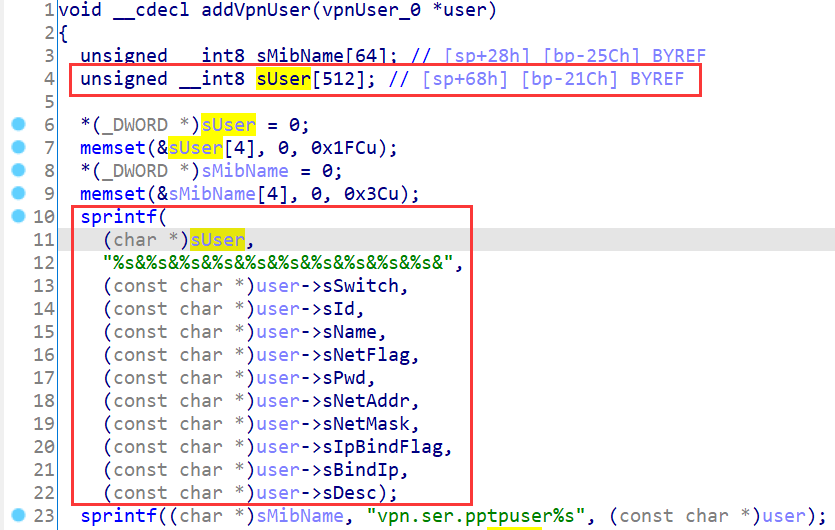 1 void __cdecl addVpnUser(vpnUser_0 *user)
2 {
3 unsigned __int8 sMibName[64]; // [sp+28h] [bp-25Ch] BYREF
4 unsigned __int8 sUser[512]; // [sp+68h] [bp-21Ch] BYREF
5
6 *(_DWORD *)sUser = 0;
7 memset(&sUser[4], 0, 0x1FCu);
8 *(_DWORD *)sMibName = 0;
9 memset(&sMibName[4], 0, 0x3Cu);
10 sprintf(
11 (char *)sUser,
12 "%s&%s&%s&%s&%s&%s&%s&%s&%s&%s&",
13 (const char *)user->sSwitch,
14 (const char *)user->sId,
15 (const char *)user->sName,
16 (const char *)user->sNetFlag,
17 (const char *)user->sPwd,
18 (const char *)user->sNetAddr,
19 (const char *)user->sNetMask,
20 (const char *)user->sIpBindFlag,
21 (const char *)user->sBindIp,
22 (const char *)user->sDesc);
23 sprintf((char *)sMibName, "vpn.ser.pptpuser%s", (const char *)user);